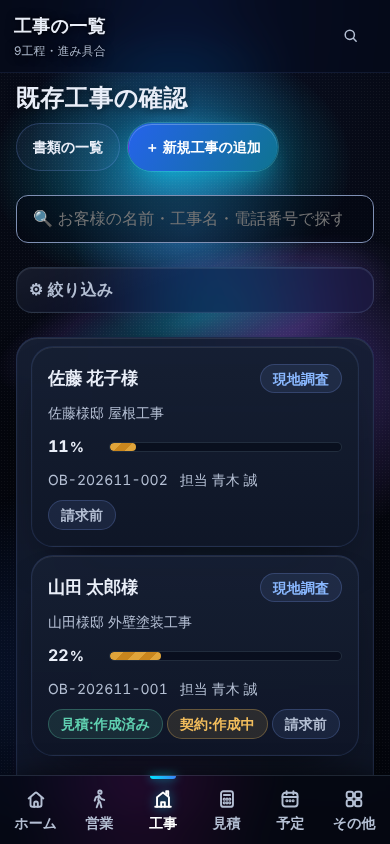 工事の一覧
9工程・進み具合
既存工事の確認
書類の一覧
+ 新規工事の追加
🔍 お客様の名前・工事名・電話番号で探す
⚙ 絞り込み
佐藤 花子様 現地調査
佐藤様邸 屋根工事
11%
OB-202611-002 担当 青木 誠
請求前
山田 太郎様 現地調査
山田様邸 外壁塗装工事
22%
OB-202611-001 担当 青木 誠
見積:作成済み 契約:作成中 請求前
ホーム 営業 工事 見積 予定 その他